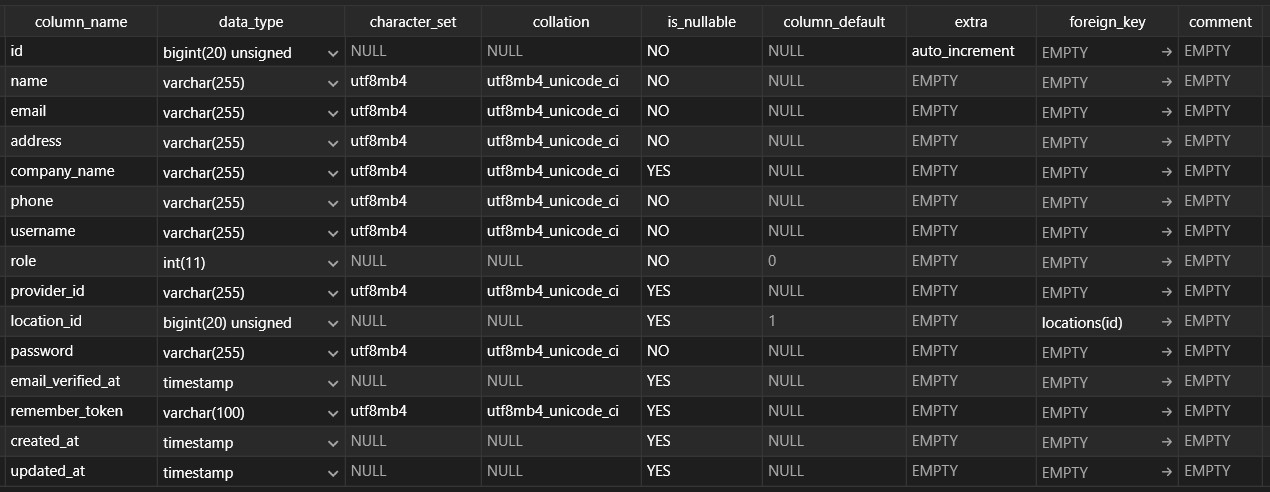 column_name data_type character_set collation is_nullable column_default extra foreign_key comment
id bigint(20) unsigned NULL NULL NO NULL auto_increment EMPTY → EMPTY
name varchar(255) utf8mb4 utf8mb4_unicode_ci NO NULL EMPTY EMPTY → EMPTY
email varchar(255) utf8mb4 utf8mb4_unicode_ci NO NULL EMPTY EMPTY → EMPTY
address varchar(255) utf8mb4 utf8mb4_unicode_ci NO NULL EMPTY EMPTY → EMPTY
company_name varchar(255) utf8mb4 utf8mb4_unicode_ci YES NULL EMPTY EMPTY → EMPTY
phone varchar(255) utf8mb4 utf8mb4_unicode_ci NO NULL EMPTY EMPTY → EMPTY
username varchar(255) utf8mb4 utf8mb4_unicode_ci NO NULL EMPTY EMPTY → EMPTY
role int(11) NULL NULL NO 0 EMPTY EMPTY → EMPTY
provider_id varchar(255) utf8mb4 utf8mb4_unicode_ci YES NULL EMPTY EMPTY → EMPTY
location_id bigint(20) unsigned NULL NULL YES 1 EMPTY locations(id) → EMPTY
password varchar(255) utf8mb4 utf8mb4_unicode_ci NO NULL EMPTY EMPTY → EMPTY
email_verified_at timestamp NULL NULL YES NULL EMPTY EMPTY → EMPTY
remember_token varchar(100) utf8mb4 utf8mb4_unicode_ci YES NULL EMPTY EMPTY → EMPTY
created_at timestamp NULL NULL YES NULL EMPTY EMPTY → EMPTY
updated_at timestamp NULL NULL YES NULL EMPTY EMPTY → EMPTY